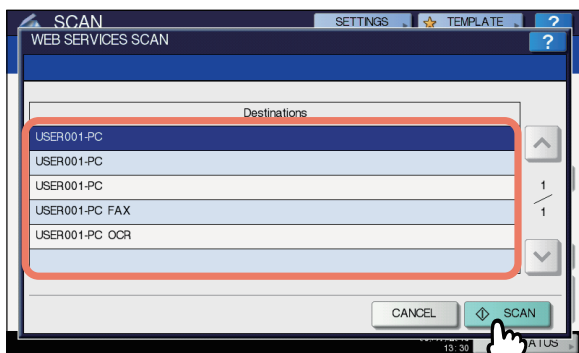 SCAN SETTINGS TEMPLATE ?
WEB SERVICES SCAN ?
Destinations
USER001-PC
USER001-PC
USER001-PC
USER001-PC FAX
USER001-PC OCR
1
1
CANCEL SCAN
13:30